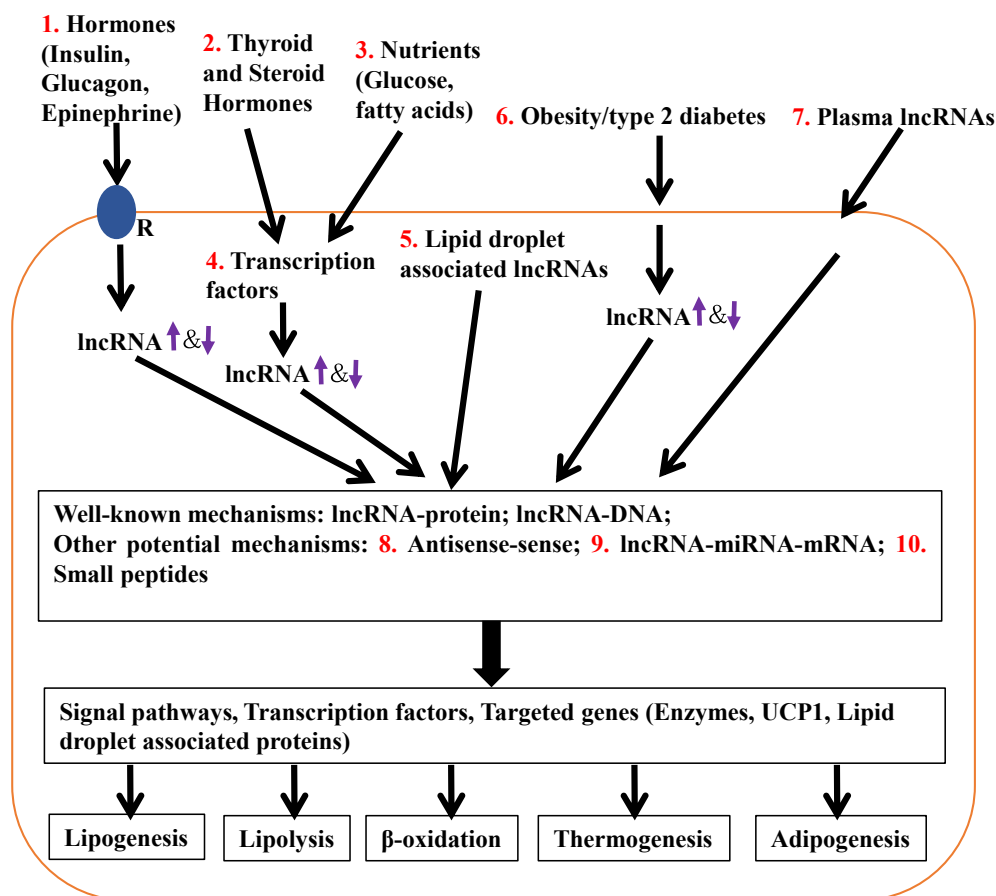 1. Hormones
(Insulin,
Glucagon,
Epinephrine)
2. Thyroid
and Steroid
Hormones
3. Nutrients
(Glucose,
fatty acids)
6. Obesity/type 2 diabetes
7. Plasma lncRNAs
R
4. Transcription
factors
5. Lipid droplet
associated lncRNAs
lncRNA &
lncRNA &
lncRNA &
Well-known mechanisms: lncRNA-protein; lncRNA-DNA;
Other potential mechanisms: 8. Antisense-sense; 9. lncRNA-miRNA-mRNA; 10.
Small peptides
Signal pathways, Transcription factors, Targeted genes (Enzymes, UCP1, Lipid
droplet associated proteins)
Lipogenesis
Lipolysis
β-oxidation
Thermogenesis
Adipogenesis